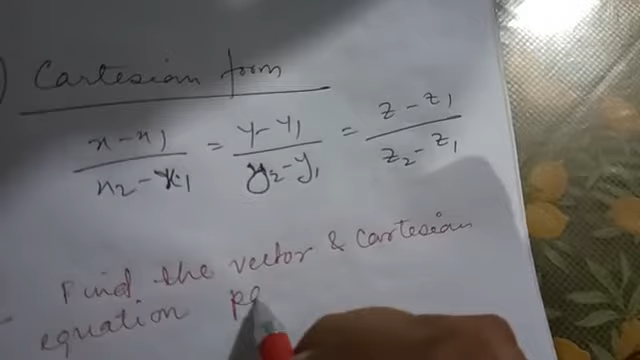 Cartesian form
x-x1/x2-x1 = y-y1/y2-y1 = z-z1/z2-z1
Find the vector & cartesian
equation